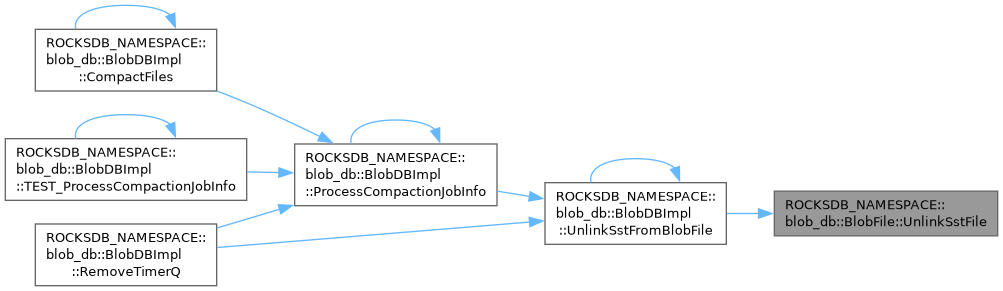 ROCKSDB_NAMESPACE::
blob_db::BlobDBImpl
::CompactFiles
ROCKSDB_NAMESPACE::
blob_db::BlobDBImpl
::TEST_ProcessCompactionJobInfo
ROCKSDB_NAMESPACE::
blob_db::BlobDBImpl
::RemoveTimerQ
ROCKSDB_NAMESPACE::
blob_db::BlobDBImpl
::ProcessCompactionJobInfo
ROCKSDB_NAMESPACE::
blob_db::BlobDBImpl
::UnlinkSstFromBlobFile
ROCKSDB_NAMESPACE::
blob_db::BlobFile::UnlinkSstFile